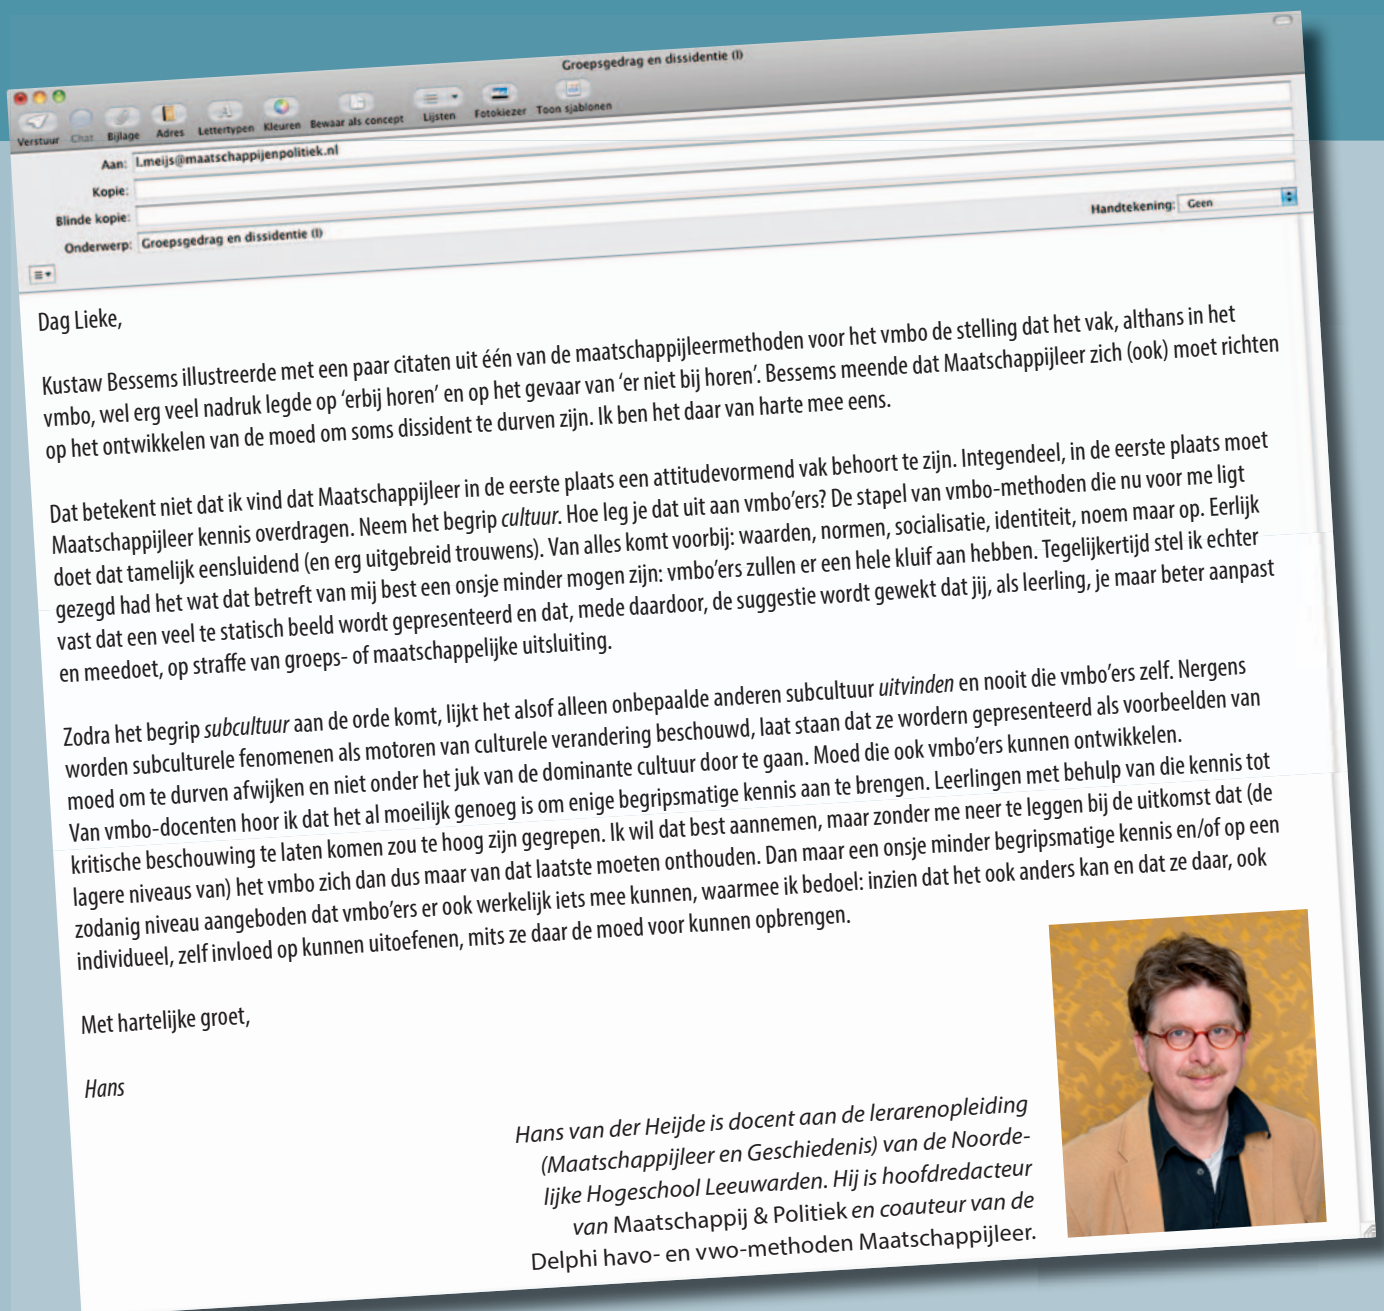 Groepsgedrag en dissidentie (I)
Verstuur Chat Bijlage Adres Lettertypen Kleuren Bewaar als concept Lijsten Fotokiezer Toon sjablonen
Aan: l.meijs@maatschappijenpolitiek.nl
Kopie:
Blinde kopie:
Onderwerp: Groepsgedrag en dissidentie (I)
Handtekening: Geen
Dag Lieke,
Kustaw Bessems illustreerde met een paar citaten uit één van de maatschappijleermethoden voor het vmbo de stelling dat het vak, althans in het
vmbo, wel erg veel nadruk legde op ‘erbij horen’ en op het gevaar van ‘er niet bij horen’. Bessems meende dat Maatschappijleer zich (ook) moet richten
op het ontwikkelen van de moed om soms dissident te durven zijn. Ik ben het daar van harte mee eens.
Dat betekent niet dat ik vind dat Maatschappijleer in de eerste plaats een attitudevormend vak behoort te zijn. Integendeel, in de eerste plaats moet
Maatschappijleer kennis overdragen. Neem het begrip cultuur. Hoe leg je dat uit aan vmbo’ers? De stapel van vmbo-methoden die nu voor me ligt
doet dat tamelijk eensluidend (en erg uitgebreid trouwens). Van alles komt voorbij: waarden, normen, socialisatie, identiteit, noem maar op. Eerlijk
gezegd had het wat dat betreft van mij best een onsje minder mogen zijn: vmbo’ers zullen er een hele kluif aan hebben. Tegelijkertijd stel ik echter
vast dat een veel te statisch beeld wordt gepresenteerd en dat, mede daardoor, de suggestie wordt gewekt dat jij, als leerling, je maar beter aanpast
en meedoet, op straffe van groeps- of maatschappelijke uitsluiting.
Zodra het begrip subcultuur aan de orde komt, lijkt het alsof alleen onbepaalde anderen subcultuur uitvinden en nooit die vmbo’ers zelf. Nergens
worden subculturele fenomenen als motoren van culturele verandering beschouwd, laat staan dat ze wordern gepresenteerd als voorbeelden van
moed om te durven afwijken en niet onder het juk van de dominante cultuur door te gaan. Moed die ook vmbo’ers kunnen ontwikkelen.
Van vmbo-docenten hoor ik dat het al moeilijk genoeg is om enige begripsmatige kennis aan te brengen. Leerlingen met behulp van die kennis tot
kritische beschouwing te laten komen zou te hoog zijn gegrepen. Ik wil dat best aannemen, maar zonder me neer te leggen bij de uitkomst dat (de
lagere niveaus van) het vmbo zich dan dus maar van dat laatste moeten onthouden. Dan maar een onsje minder begripsmatige kennis en/of op een
zodanig niveau aangeboden dat vmbo’ers er ook werkelijk iets mee kunnen, waarmee ik bedoel: inzien dat het ook anders kan en dat ze daar, ook
individueel, zelf invloed op kunnen uitoefenen, mits ze daar de moed voor kunnen opbrengen.
Met hartelijke groet,
Hans
Hans van der Heijde is docent aan de lerarenopleiding
(Maatschappijleer en Geschiedenis) van de Noorde-
lijke Hogeschool Leeuwarden. Hij is hoofdredacteur
van Maatschappij & Politiek en coauteur van de
Delphi havo- en vwo-methoden Maatschappijleer.